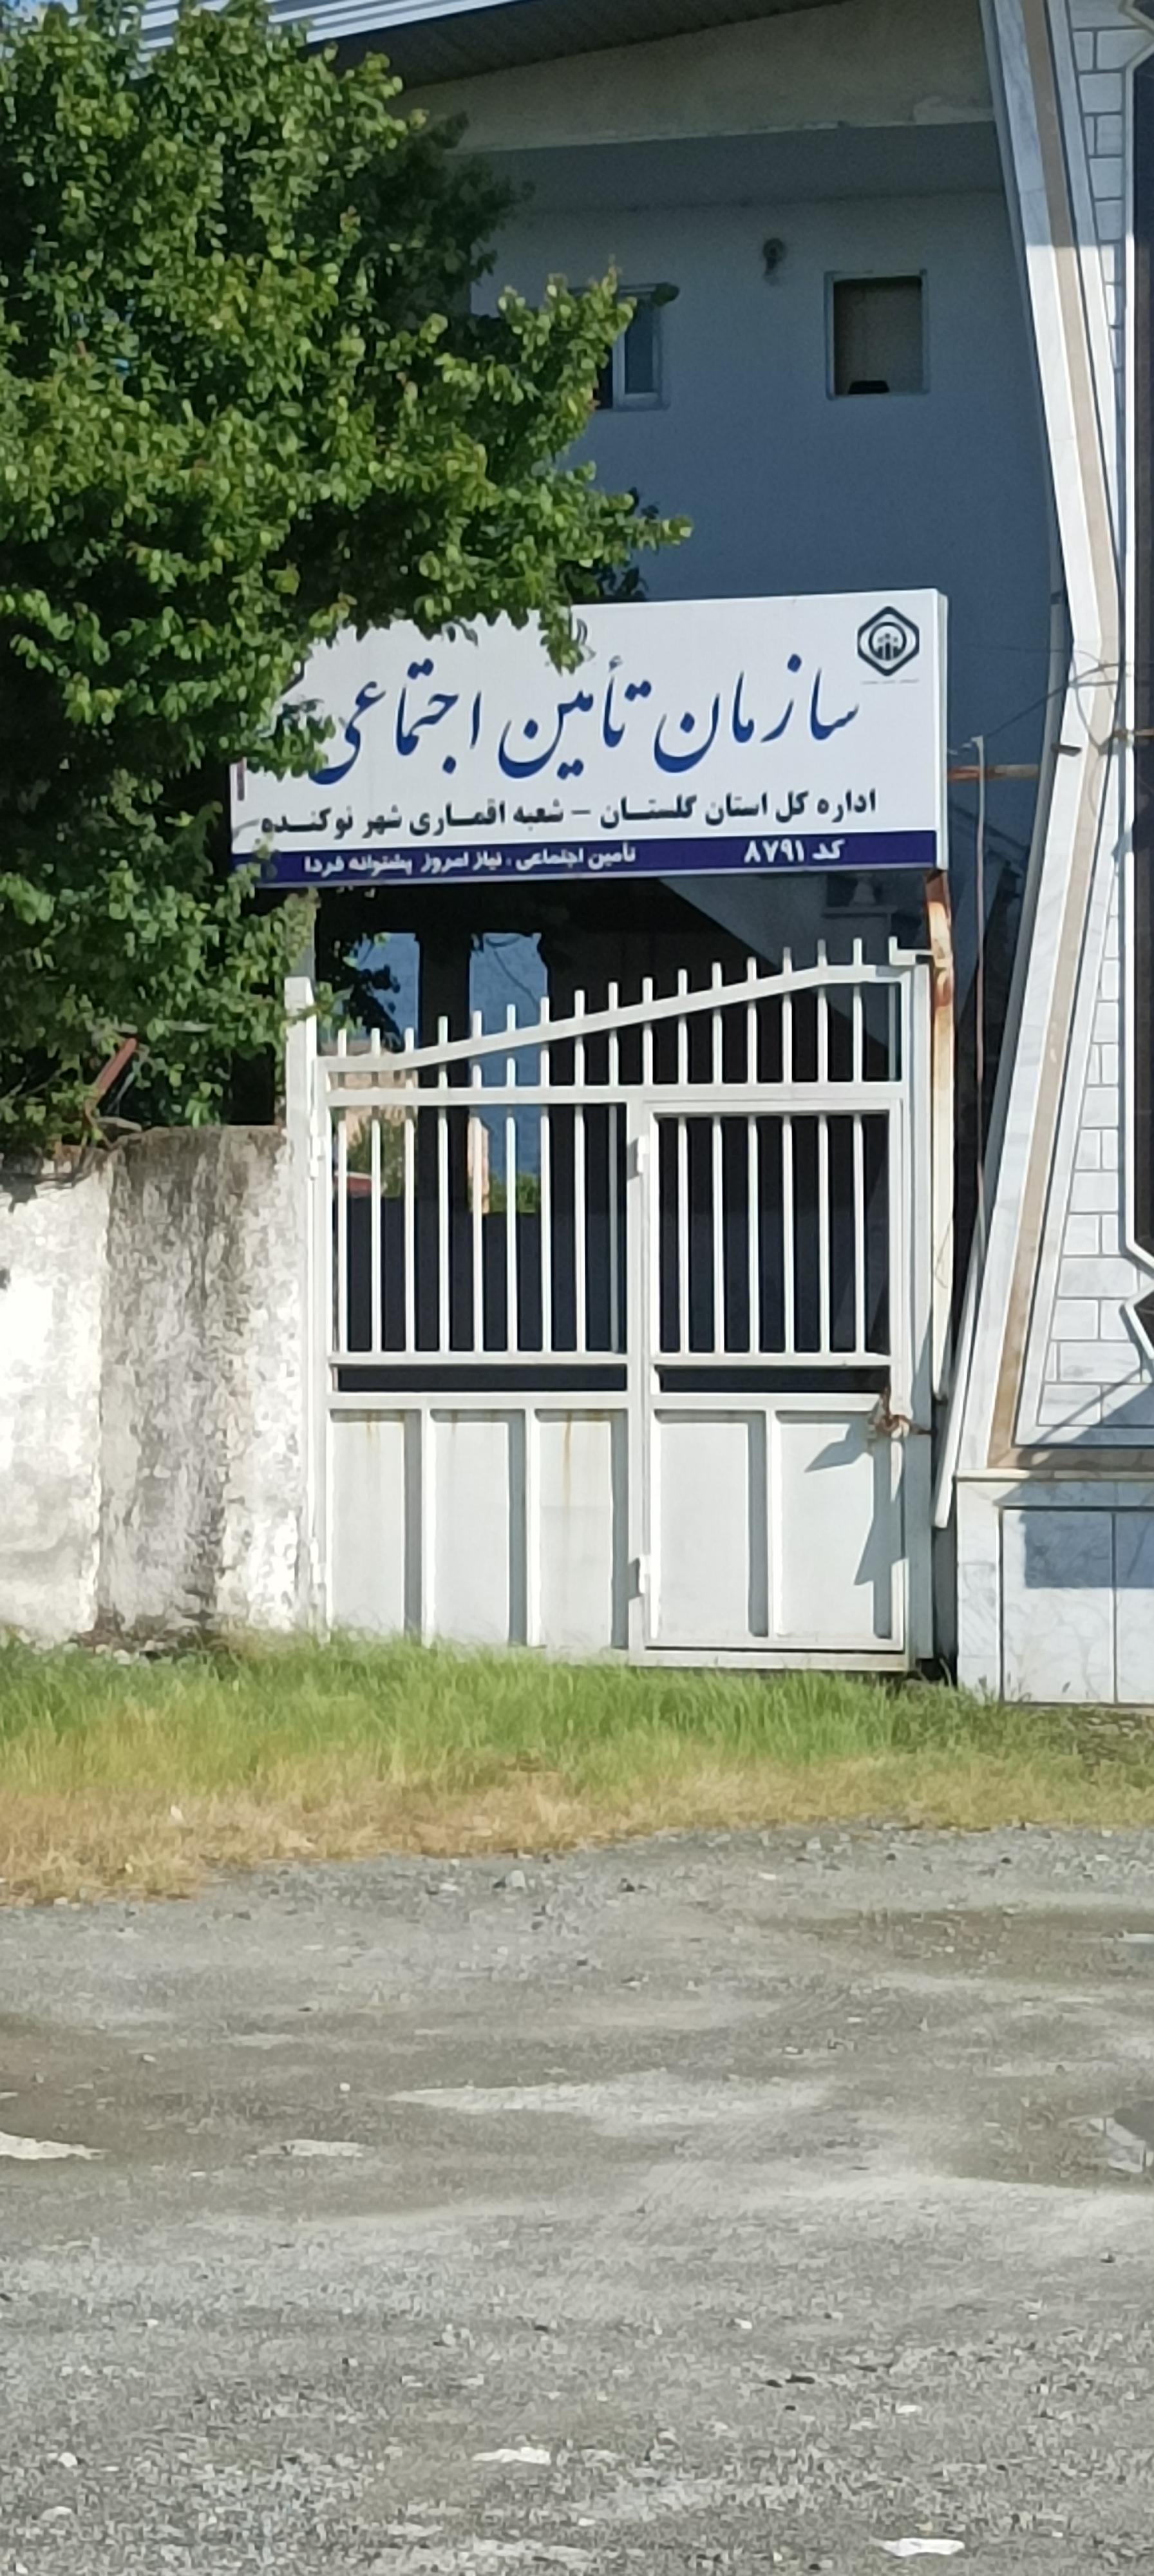 سازمان تأمین اجتماعی
اداره کل استان گلستان – شعبه اقماری شهر نوکنده
کد ۸۷۹۱ تأمین اجتماعی ، نیاز امروز پشتوانه فردا